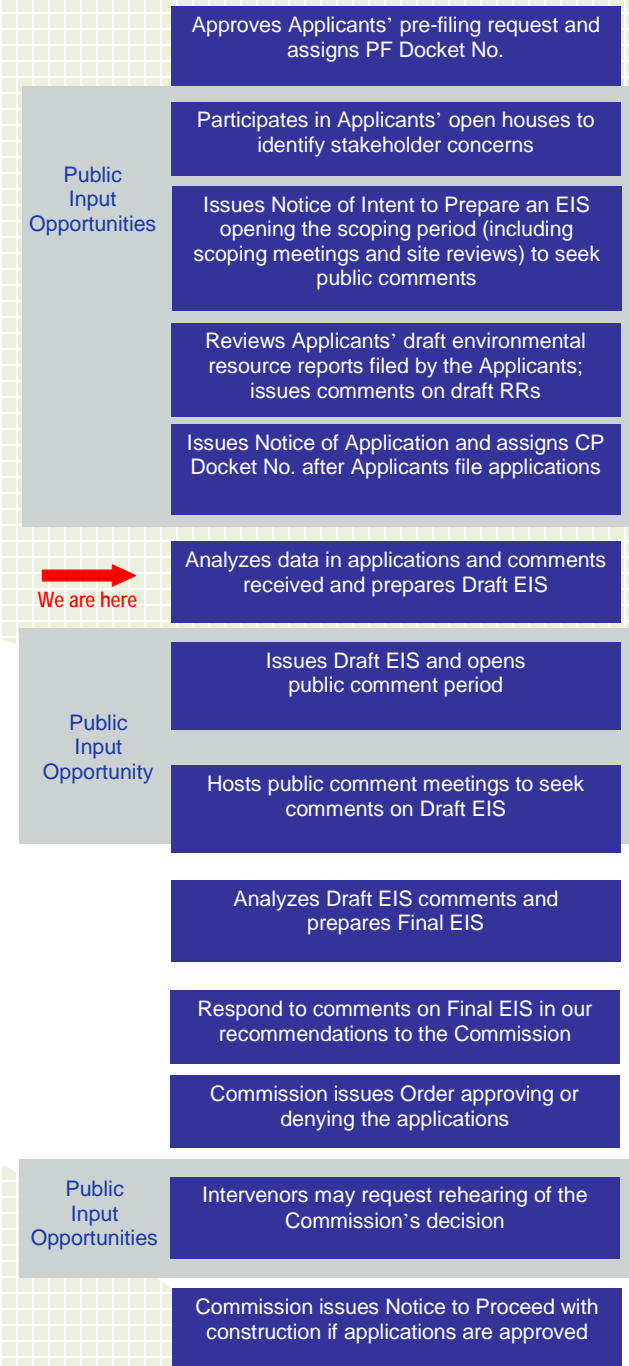 Approves Applicants’ pre-filing request and
assigns PF Docket No.
Public
Input
Opportunities
Participates in Applicants’ open houses to
identify stakeholder concerns
Issues Notice of Intent to Prepare an EIS
opening the scoping period (including
scoping meetings and site reviews) to seek
public comments
Reviews Applicants’ draft environmental
resource reports filed by the Applicants;
issues comments on draft RRs
Issues Notice of Application and assigns CP
Docket No. after Applicants file applications
We are here
Analyzes data in applications and comments
received and prepares Draft EIS
Public
Input
Opportunity
Issues Draft EIS and opens
public comment period
Hosts public comment meetings to seek
comments on Draft EIS
Analyzes Draft EIS comments and
prepares Final EIS
Respond to comments on Final EIS in our
recommendations to the Commission
Commission issues Order approving or
denying the applications
Public
Input
Opportunities
Intervenors may request rehearing of the
Commission’s decision
Commission issues Notice to Proceed with
construction if applications are approved